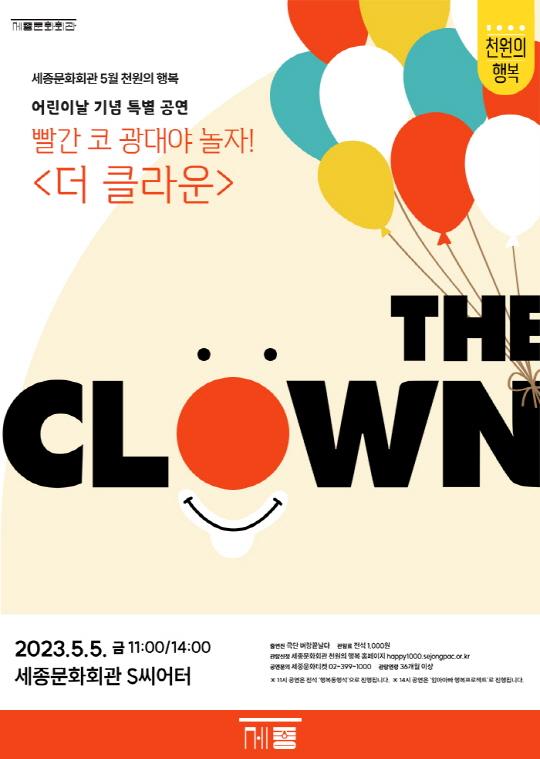 세종문화회관
천원의
행복
세종문화회관 5월 천원의 행복
어린이날 기념 특별 공연
빨간 코 광대야 놀자!
<더 클라운>
THE
CLOWN
2023.5.5. 금 11:00/14:00
세종문화회관 S씨어터
출연진 극단 벼랑끝날다 관람료 전석 1,000원
관람신청 세종문화회관 천원의 행복 홈페이지 happy1000.sejongpac.or.kr
공연문의 세종문화티켓 02-399-1000 관람연령 36개월 이상
※ 11시 공연은 전석 '행복동행석'으로 진행됩니다. ※ 14시 공연은 '엄마아빠 행복프로젝트'로 진행됩니다.
세종